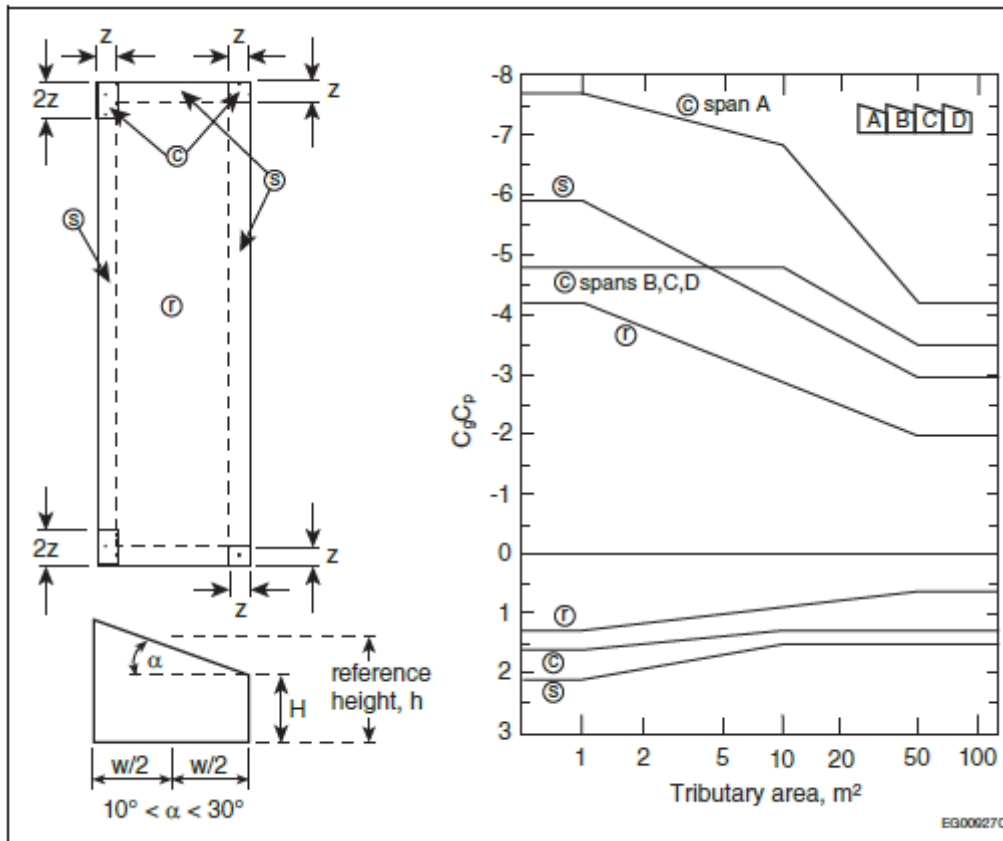 z
z
2z
z
c
s
s
r
2z
z
z
α
H
reference
height, h
w/2
w/2
10° < α < 30°
-8
-7
-6
-5
-4
-3
-2
-1
0
1
2
3
CgCp
c span A
A B C D
s
c spans B,C,D
r
r
c
s
1 2 5 10 20 50 100
Tributary area, m²
EG00927C